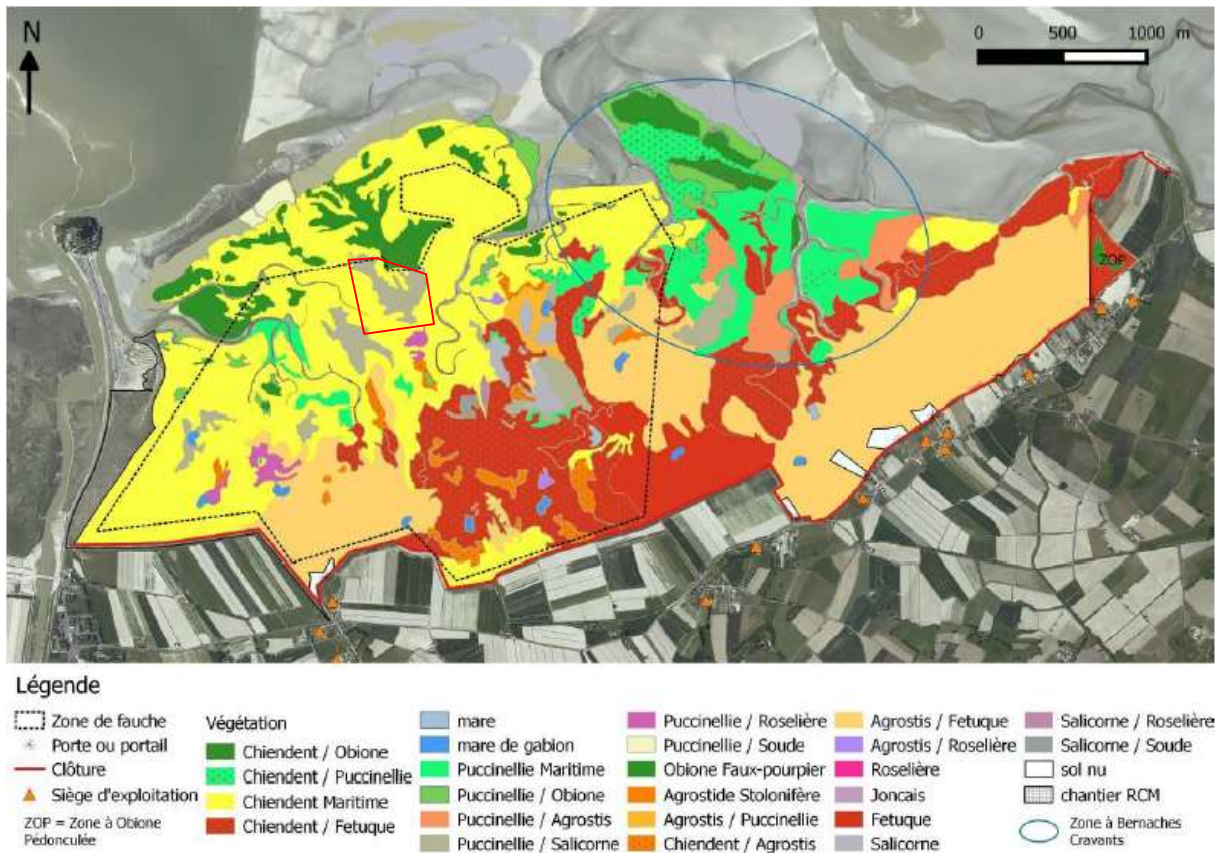 N
0 500 1000 m
ZOP
Légende
Zone de fauche
Porte ou portail
Clôture
Siège d'exploitation
ZOP = Zone à Obione
Pédonculée
Végétation
Chiendent / Obione
Chiendent / Puccinellie
Chiendent Maritime
Chiendent / Fetuque
mare
mare de gabion
Puccinellie Maritime
Puccinellie / Obione
Puccinellie / Agrostis
Puccinellie / Salicorne
Puccinellie / Roselière
Puccinellie / Soude
Obione Faux-pourpier
Agrostide Stolonifère
Agrostis / Puccinellie
Chiendent / Agrostis
Agrostis / Fetuque
Agrostis / Roselière
Roselière
Joncais
Fetuque
Salicorne
Salicorne / Roselière
Salicorne / Soude
sol nu
chantier RCM
Zone à Bernaches
Cravants